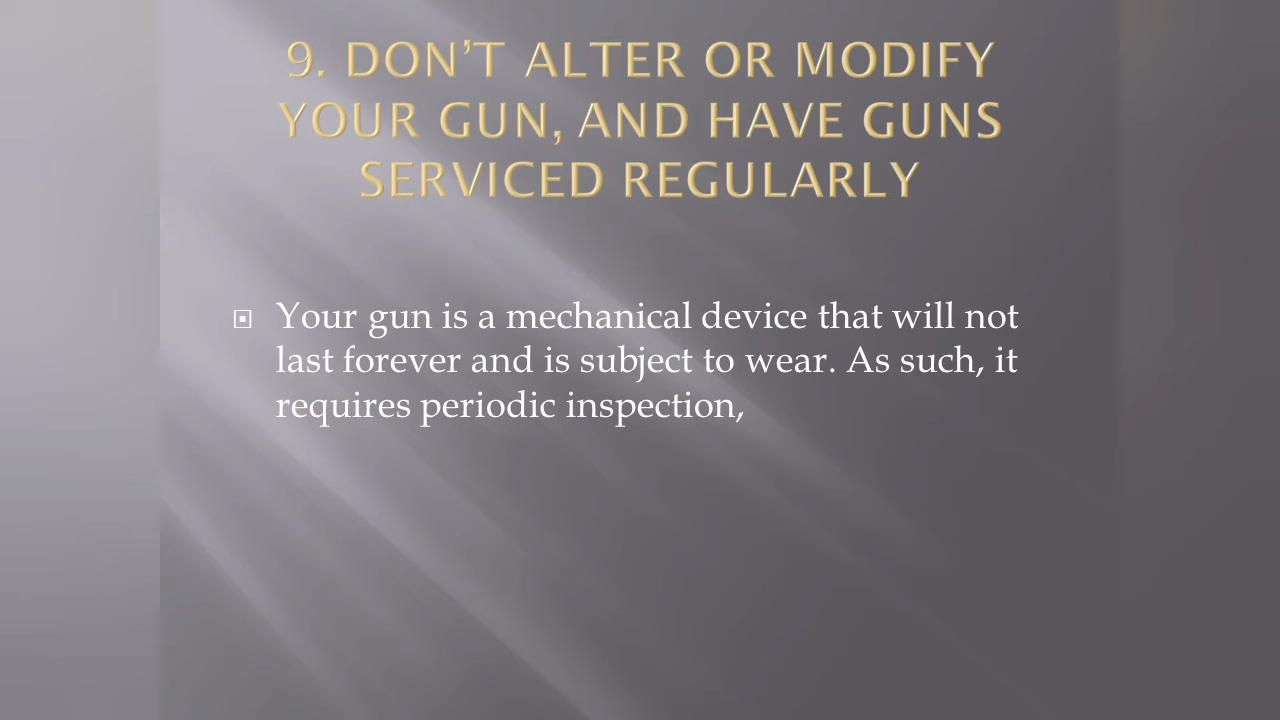 9. DON’T ALTER OR MODIFY
YOUR GUN, AND HAVE GUNS
SERVICED REGULARLY
Your gun is a mechanical device that will not
last forever and is subject to wear. As such, it
requires periodic inspection,